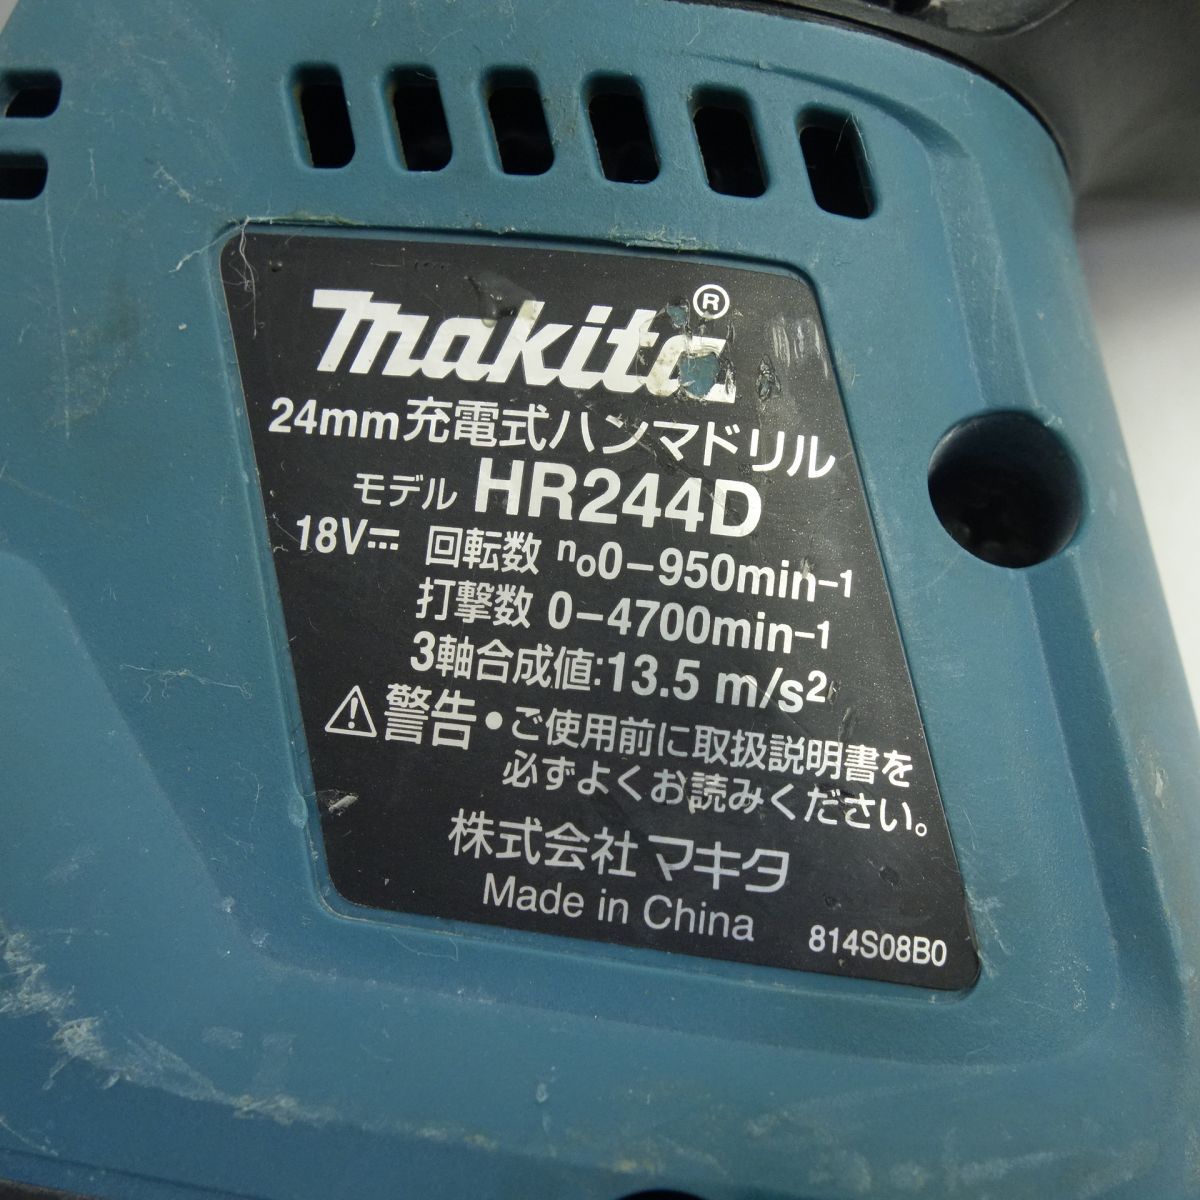 makita®
24mm充電式ハンマドリル
モデル HR244D
18V⎓ 回転数 no0-950min-1
打撃数 0-4700min-1
3軸合成値:13.5 m/s²
⚠警告・ご使用前に取扱説明書を
必ずよくお読みください。
株式会社マキタ
Made in China
814S08B0